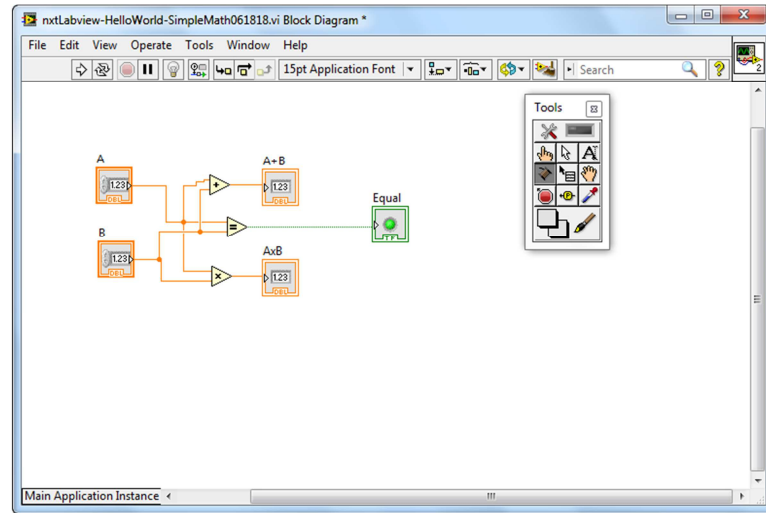 nxtLabview-HelloWorld-SimpleMath061818.vi Block Diagram *
File Edit View Operate Tools Window Help
15pt Application Font
Search
?
2
Tools
A
A
A+B
1.23
DBL
+
1.23
DBL
Equal
B
=
TF
1.23
DBL
AxB
×
1.23
DBL
Main Application Instance